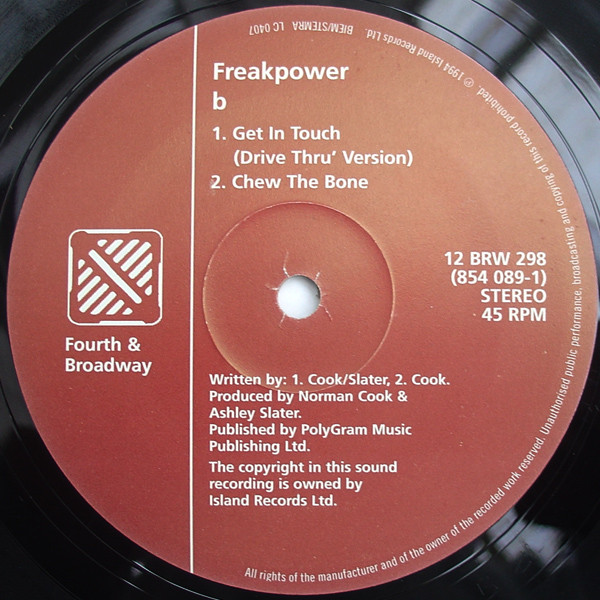 Freakpower
b
1. Get In Touch
(Drive Thru' Version)
2. Chew The Bone
12 BRW 298
(854 089-1)
STEREO
45 RPM
Fourth &
Broadway
Written by: 1. Cook/Slater, 2. Cook.
Produced by Norman Cook &
Ashley Slater.
Published by PolyGram Music
Publishing Ltd.
The copyright in this sound
recording is owned by
Island Records Ltd.
All rights of the manufacturer and of the owner of the recorded work reserved. Unauthorised public performance, broadcasting and copying of this record prohibited. ℗ 1994 Island Records Ltd. BIEM/STEMRA LC 0407